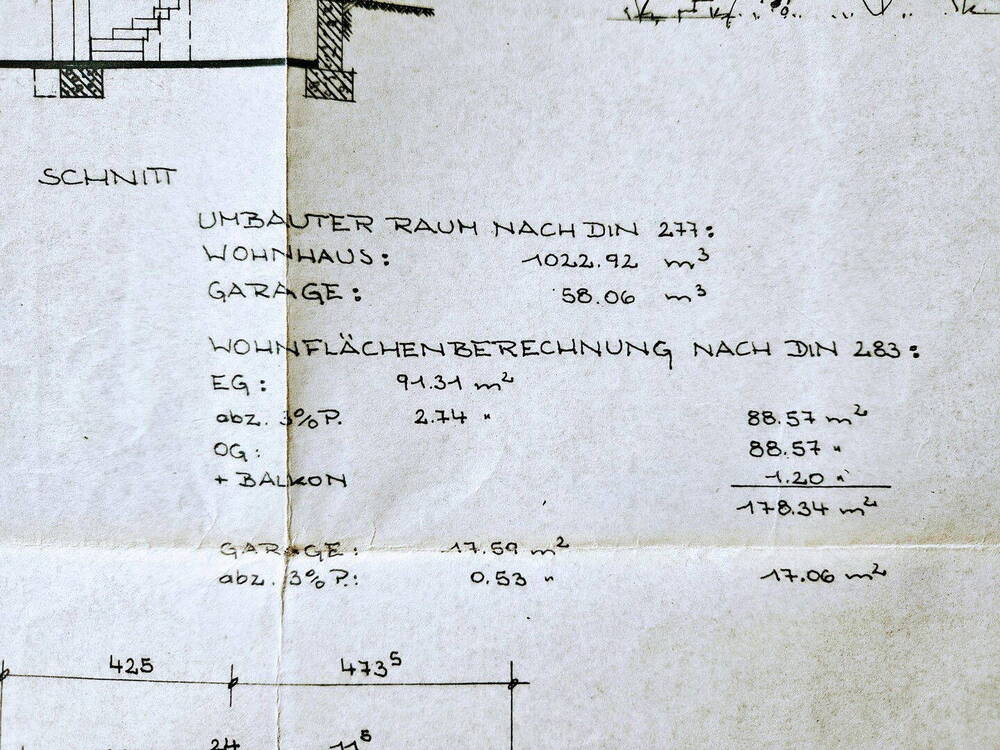 SCHNITT
UMBAUTER RAUM NACH DIN 277:
WOHNHAUS: 1022.92 m³
GARAGE: 58.06 m³
WOHNFLÄCHENBERECHNUNG NACH DIN 283:
EG: 91.31 m²
abz. 3% P. 2.74 " 88.57 m²
OG: 88.57 "
+ BALKON 1.20 "
178.34 m²
GARAGE: 17.59 m²
abz. 3% P.: 0.53 " 17.06 m²
425 473⁵
24 11⁵